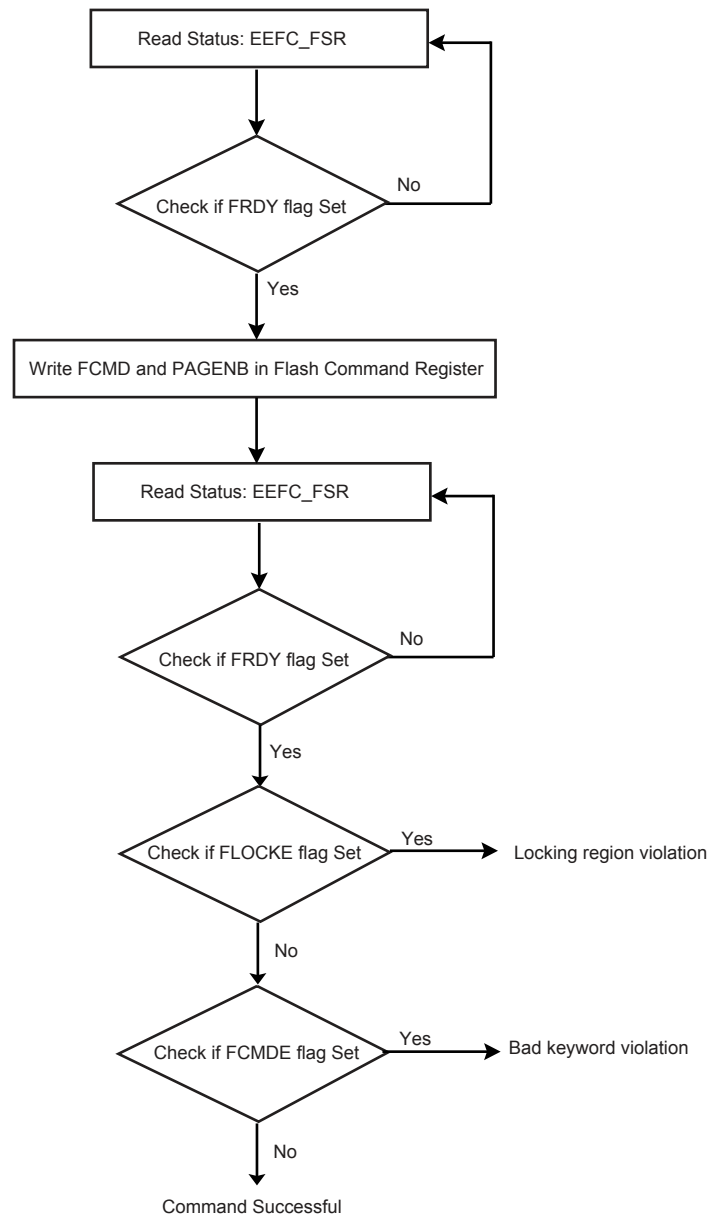 Read Status: EEFC_FSR
No
Check if FRDY flag Set
Yes
Write FCMD and PAGENB in Flash Command Register
Read Status: EEFC_FSR
No
Check if FRDY flag Set
Yes
Check if FLOCKE flag Set
Yes
Locking region violation
No
Check if FCMDE flag Set
Yes
Bad keyword violation
No
Command Successful